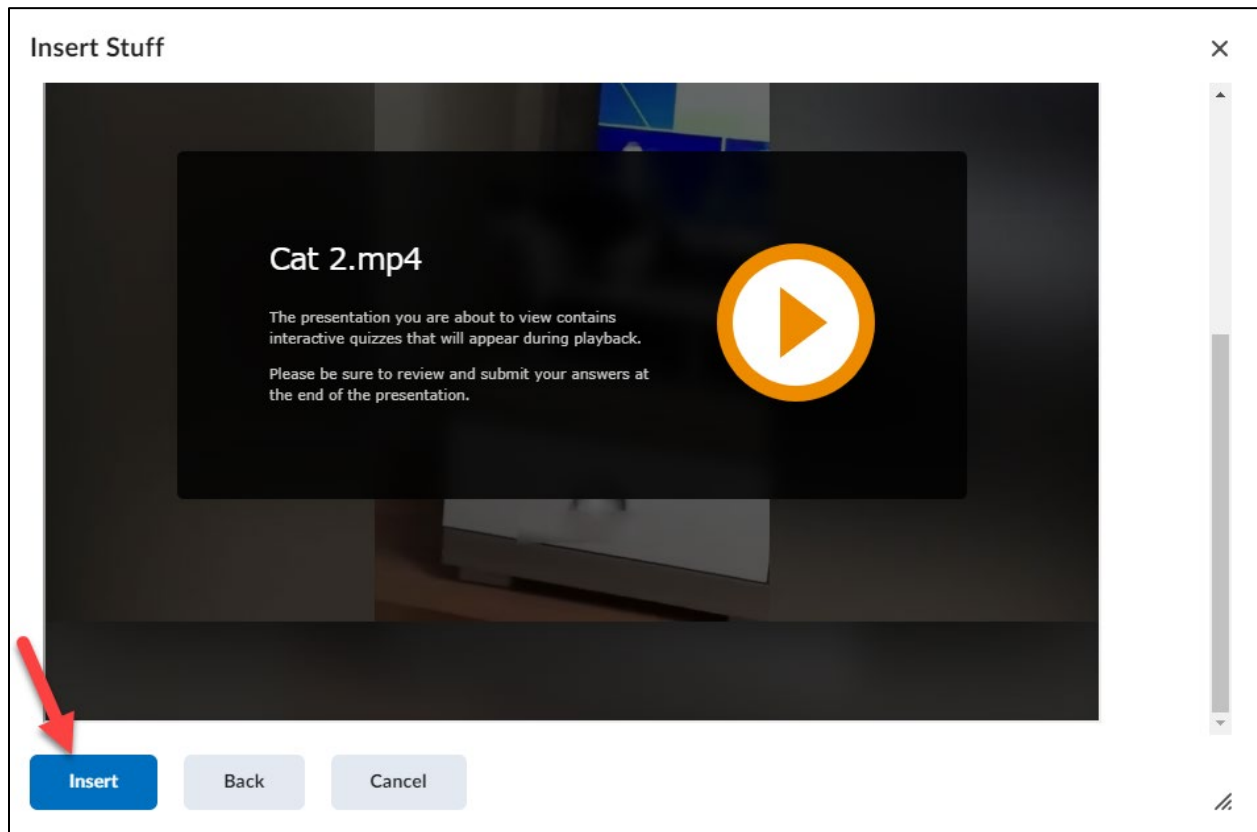 Insert Stuff
Cat 2.mp4
The presentation you are about to view contains
interactive quizzes that will appear during playback.
Please be sure to review and submit your answers at
the end of the presentation.
Insert
Back
Cancel